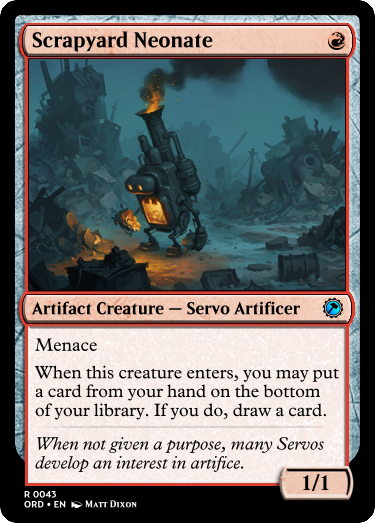 Scrapyard Neonate
Artifact Creature — Servo Artificer
Menace
When this creature enters, you may put
a card from your hand on the bottom
of your library. If you do, draw a card.
When not given a purpose, many Servos
develop an interest in artifice.
1/1
R 0043
ORD • EN Matt Dixon